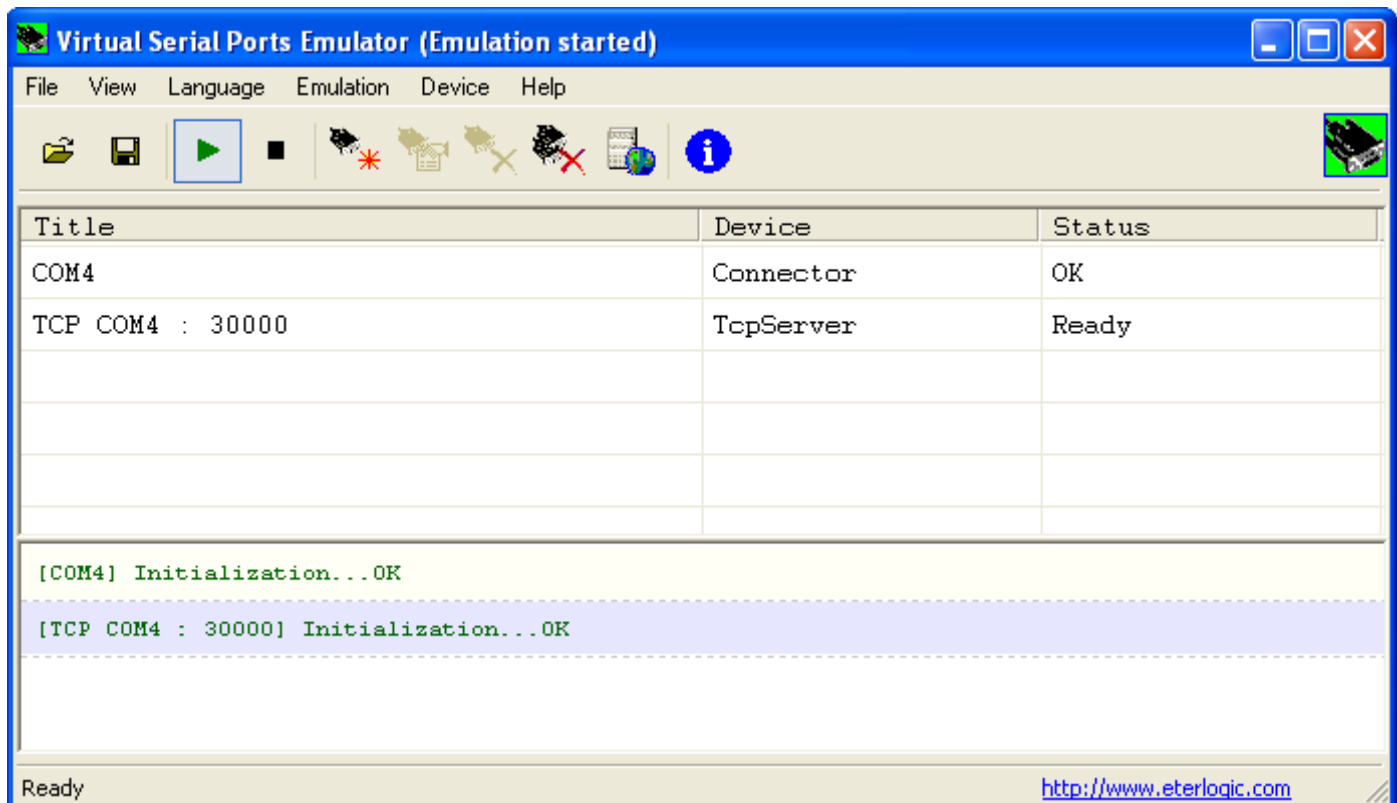 Virtual Serial Ports Emulator (Emulation started)
File View Language Emulation Device Help
Title Device Status
COM4 Connector OK
TCP COM4 : 30000 TcpServer Ready
[COM4] Initialization...OK
[TCP COM4 : 30000] Initialization...OK
Ready http://www.eterlogic.com